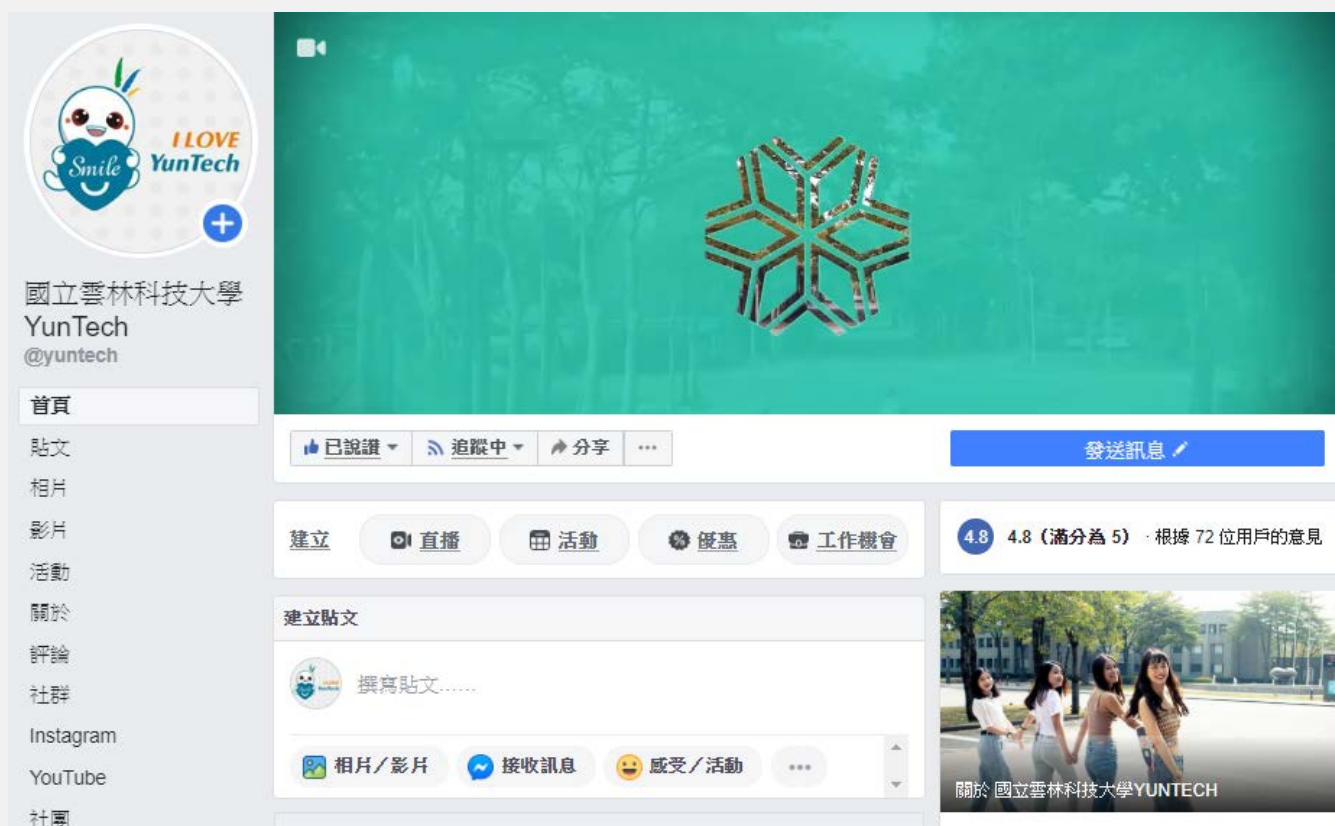 I LOVE
YunTech
Smile
國立雲林科技大學
YunTech
@yuntech
首頁
貼文
相片
影片
活動
關於
評論
社群
Instagram
YouTube
社團
已說讚
追蹤中
分享
發送訊息
建立
直播
活動
優惠
工作機會
4.8
4.8（滿分為 5） · 根據 72 位用戶的意見
建立貼文
撰寫貼文......
相片／影片
接收訊息
感受／活動
關於 國立雲林科技大學YUNTECH